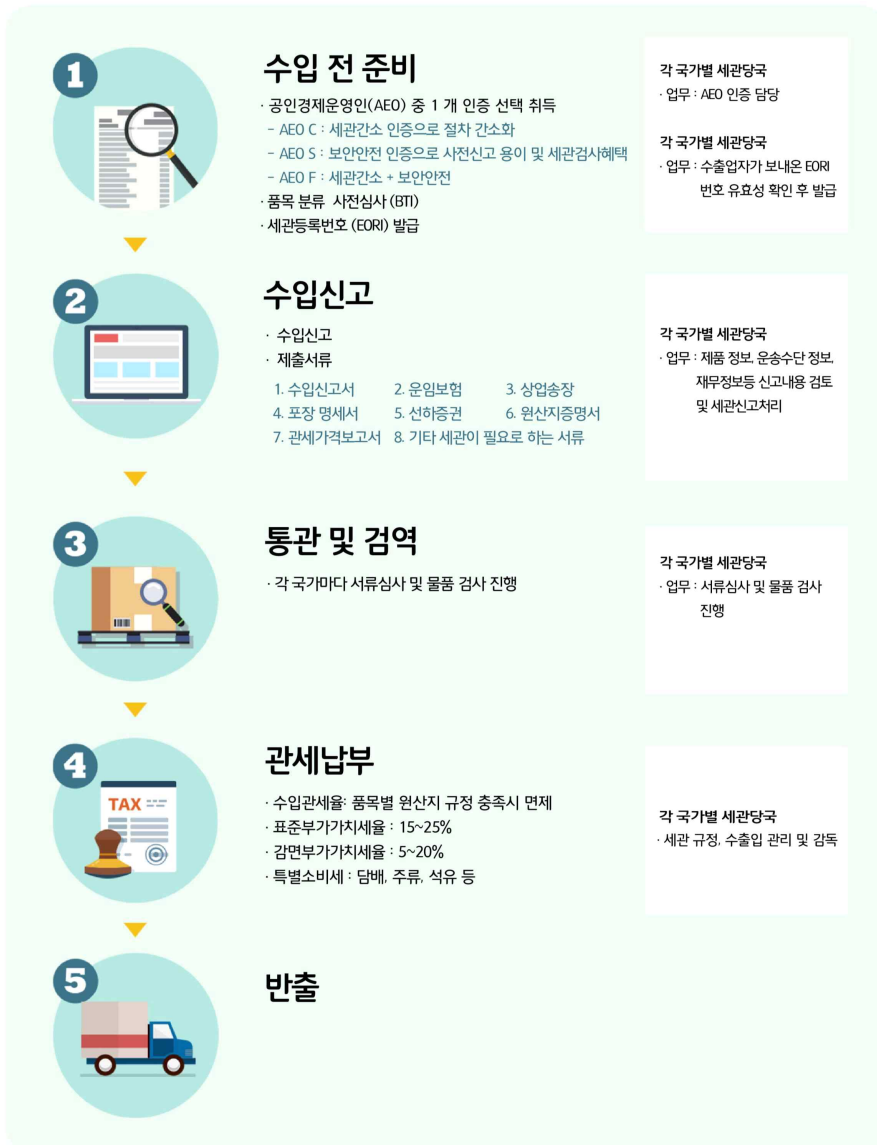 1
수입 전 준비
· 공인경제운영인(AEO) 중 1 개 인증 선택 취득
- AEO C : 세관간소 인증으로 절차 간소화
- AEO S : 보안안전 인증으로 사전신고 용이 및 세관검사혜택
- AEO F : 세관간소 + 보안안전
· 품목 분류 사전심사 (BTI)
· 세관등록번호 (EORI) 발급
각 국가별 세관당국
· 업무 : AEO 인증 담당
각 국가별 세관당국
· 업무 : 수출업자가 보내온 EORI
번호 유효성 확인 후 발급
2
수입신고
· 수입신고
· 제출서류
1. 수입신고서 2. 운임보험 3. 상업송장
4. 포장 명세서 5. 선하증권 6. 원산지증명서
7. 관세가격보고서 8. 기타 세관이 필요로 하는 서류
각 국가별 세관당국
· 업무 : 제품 정보, 운송수단 정보,
재무정보등 신고내용 검토
및 세관신고처리
3
통관 및 검역
· 각 국가마다 서류심사 및 물품 검사 진행
각 국가별 세관당국
· 업무 : 서류심사 및 물품 검사
진행
4
TAX
관세납부
· 수입관세율: 품목별 원산지 규정 충족시 면제
· 표준부가가치세율 : 15~25%
· 감면부가가치세율 : 5~20%
· 특별소비세 : 담배, 주류, 석유 등
각 국가별 세관당국
· 세관 규정, 수출입 관리 및 감독
5
반출